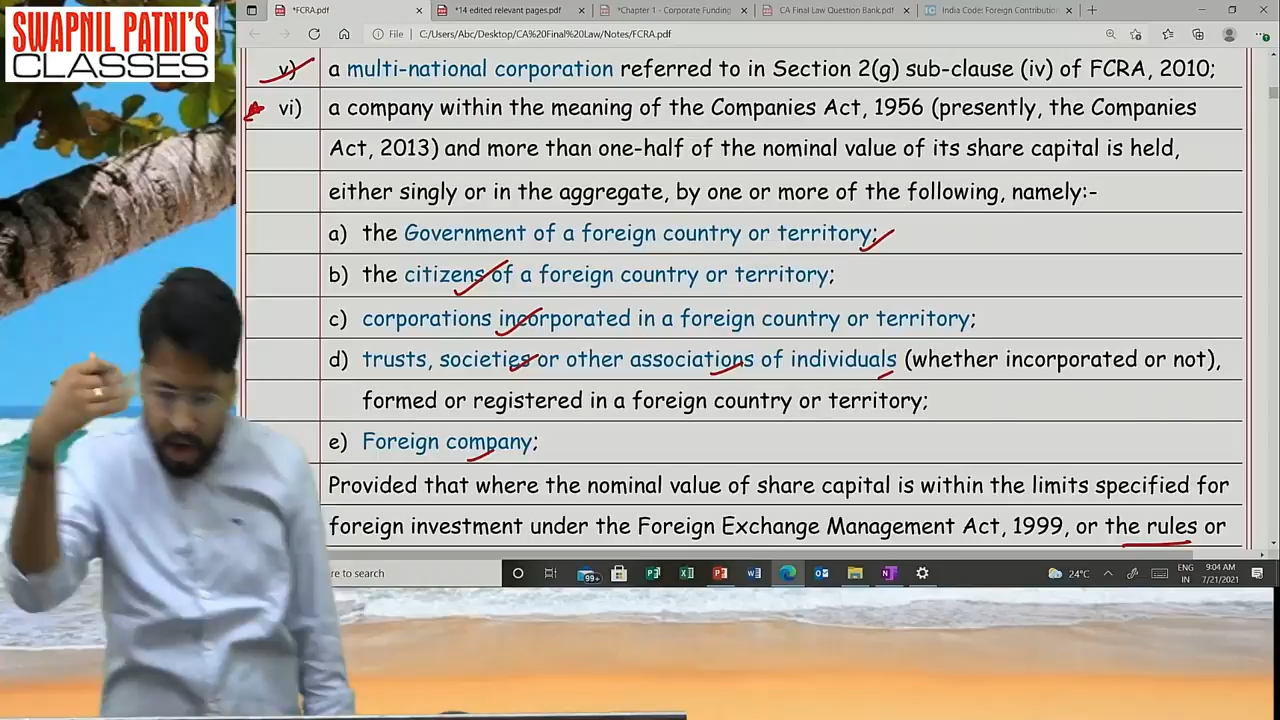 SWAPNIL PATNI'S
CLASSES
*FCRA.pdf
*14 edited relevant pages.pdf
*Chapter 1 - Corporate Funding
CA Final Law Question Bank.pdf
India Code: Foreign Contribution
File
C:/Users/Abc/Desktop/CA%20Final%20Law/Notes/FCRA.pdf
v) a multi-national corporation referred to in Section 2(g) sub-clause (iv) of FCRA, 2010;
vi) a company within the meaning of the Companies Act, 1956 (presently, the Companies
Act, 2013) and more than one-half of the nominal value of its share capital is held,
either singly or in the aggregate, by one or more of the following, namely:-
a) the Government of a foreign country or territory;
b) the citizens of a foreign country or territory;
c) corporations incorporated in a foreign country or territory;
d) trusts, societies or other associations of individuals (whether incorporated or not),
formed or registered in a foreign country or territory;
e) Foreign company;
Provided that where the nominal value of share capital is within the limits specified for
foreign investment under the Foreign Exchange Management Act, 1999, or the rules or
re to search
99+
24°C
ENG
IN
9:04 AM
7/21/2021